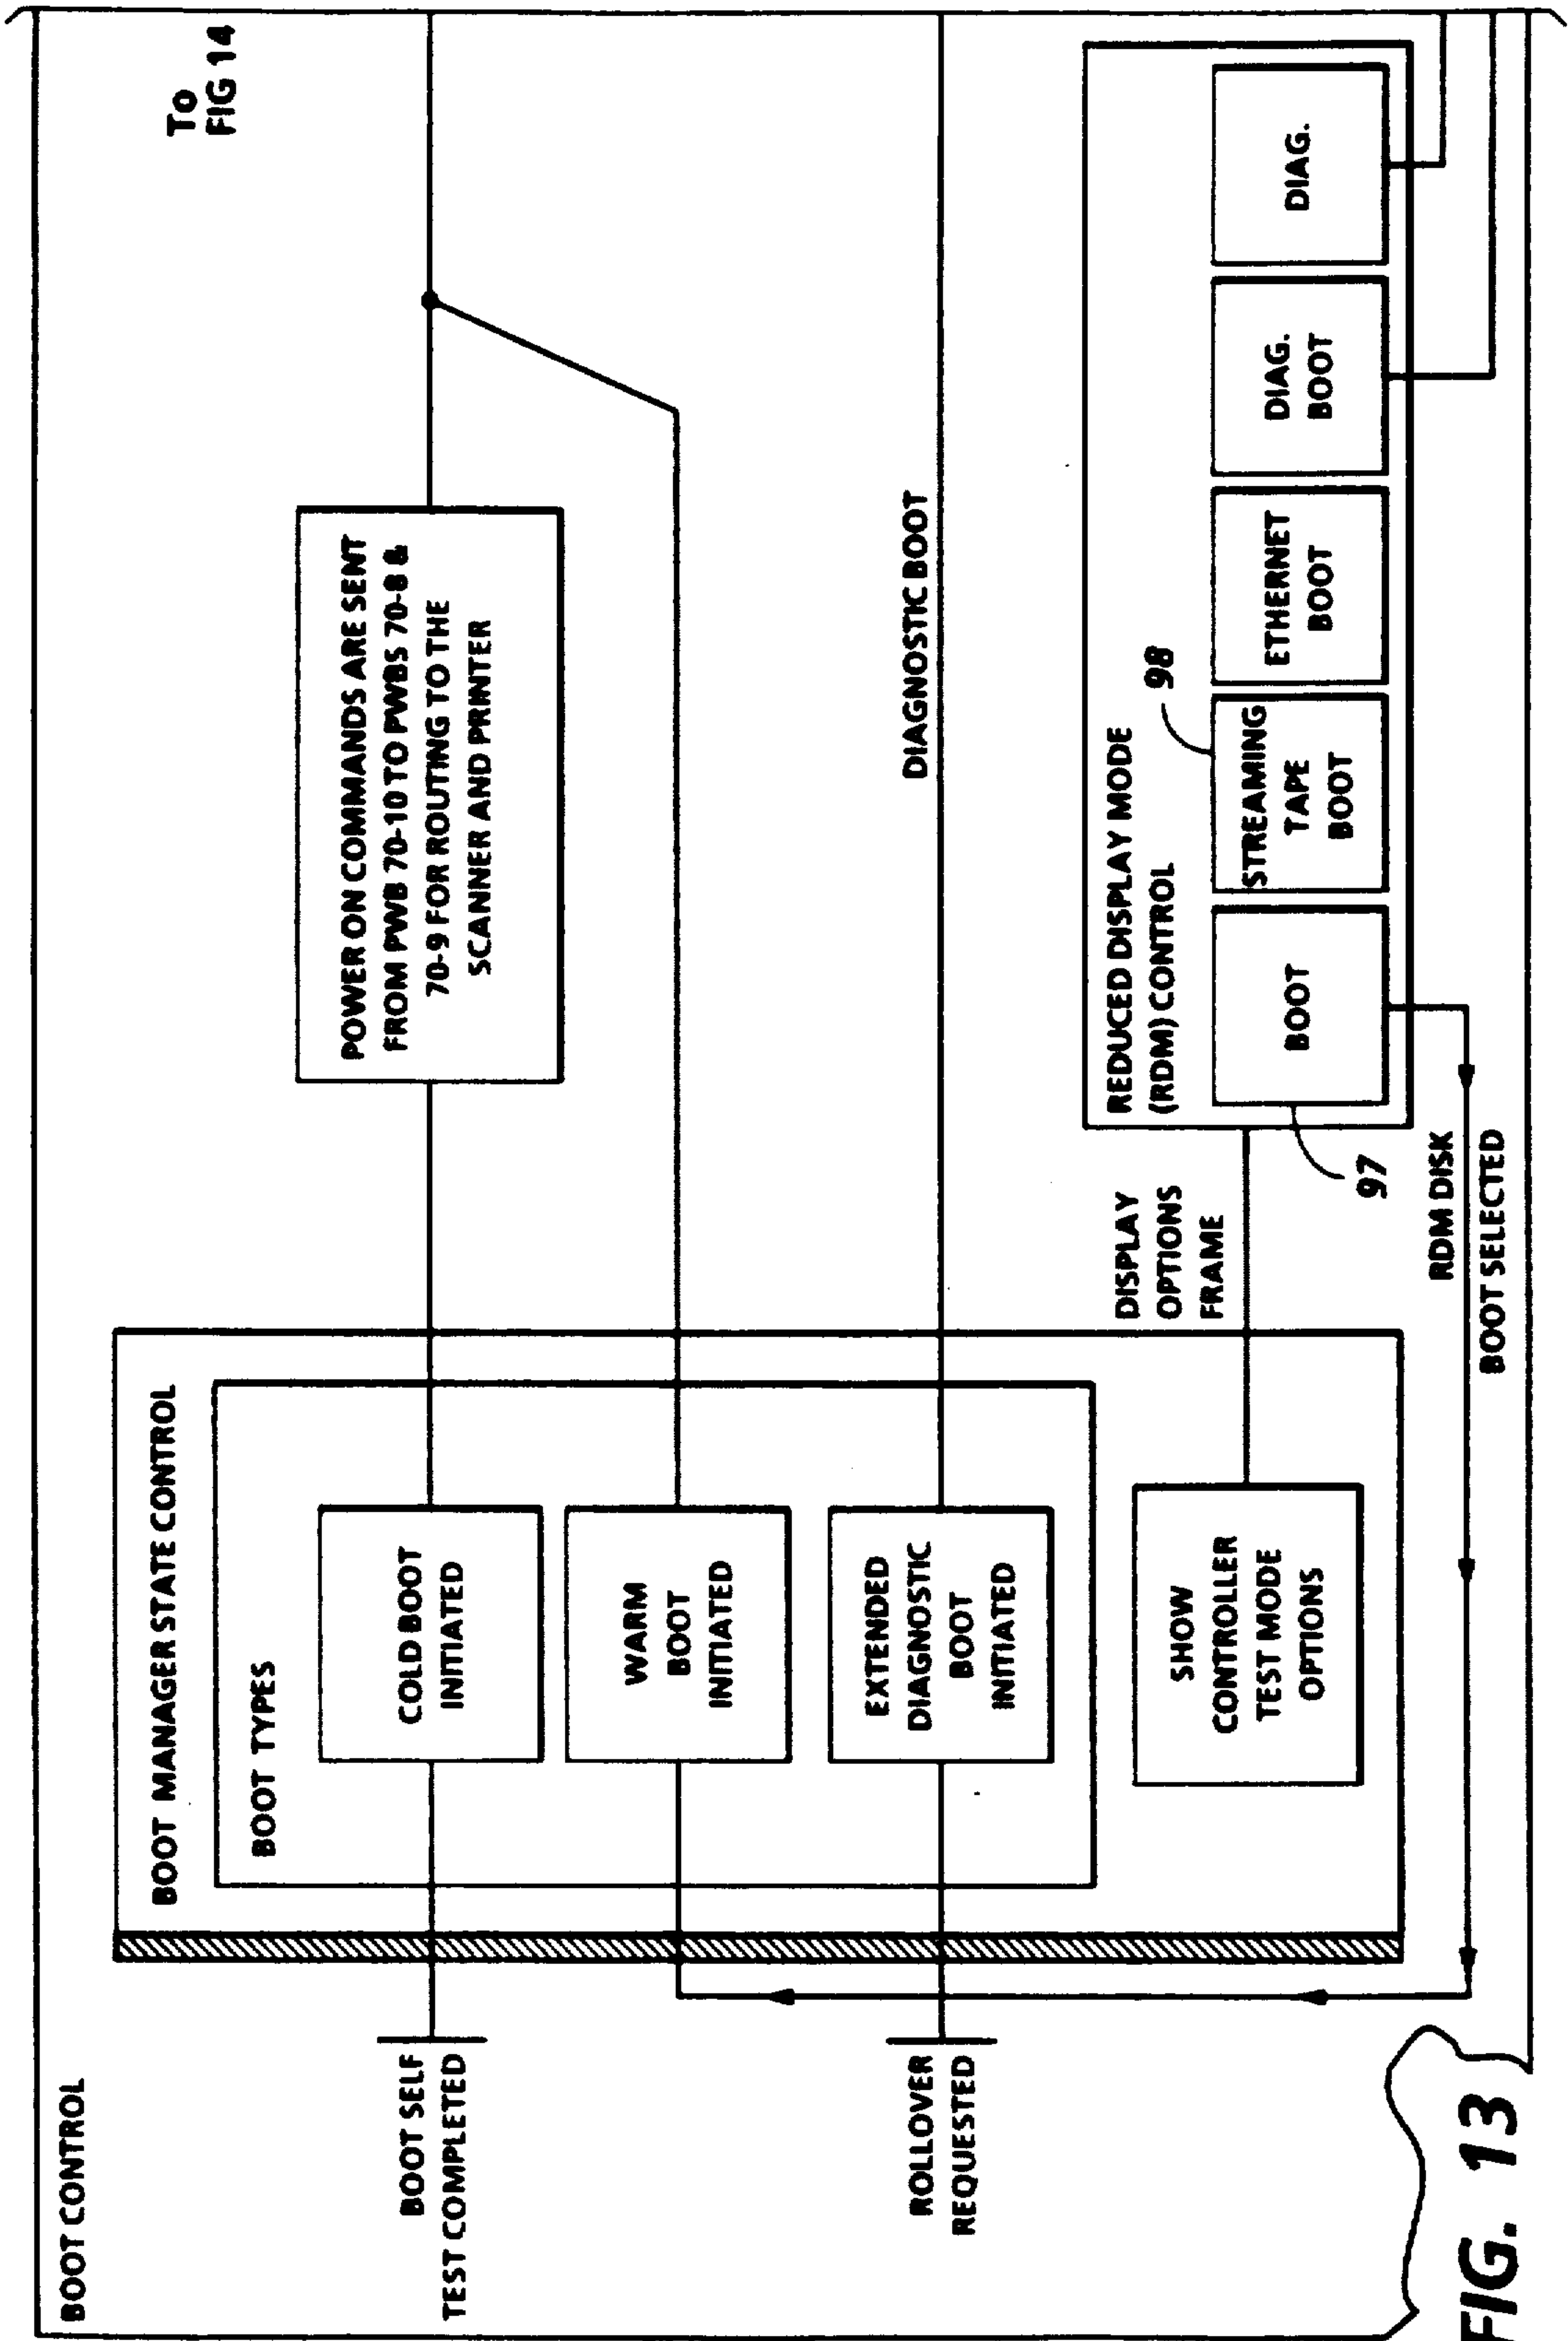 BOOT CONTROL
To
FIG 14
BOOT MANAGER STATE CONTROL
BOOT TYPES
BOOT SELF
TEST COMPLETED
COLD BOOT
INITIATED
POWER ON COMMANDS ARE SENT
FROM PWB 70-10 TO PWBS 70-8 &
70-9 FOR ROUTING TO THE
SCANNER AND PRINTER
WARM
BOOT
INITIATED
ROLLOVER
REQUESTED
EXTENDED
DIAGNOSTIC
BOOT
INITIATED
DIAGNOSTIC BOOT
SHOW
CONTROLLER
TEST MODE
OPTIONS
DISPLAY
OPTIONS
FRAME
REDUCED DISPLAY MODE
(RDM) CONTROL
98
BOOT
STREAMING
TAPE
BOOT
ETHERNET
BOOT
DIAG.
BOOT
DIAG.
97
RDM DISK
BOOT SELECTED
FIG. 13